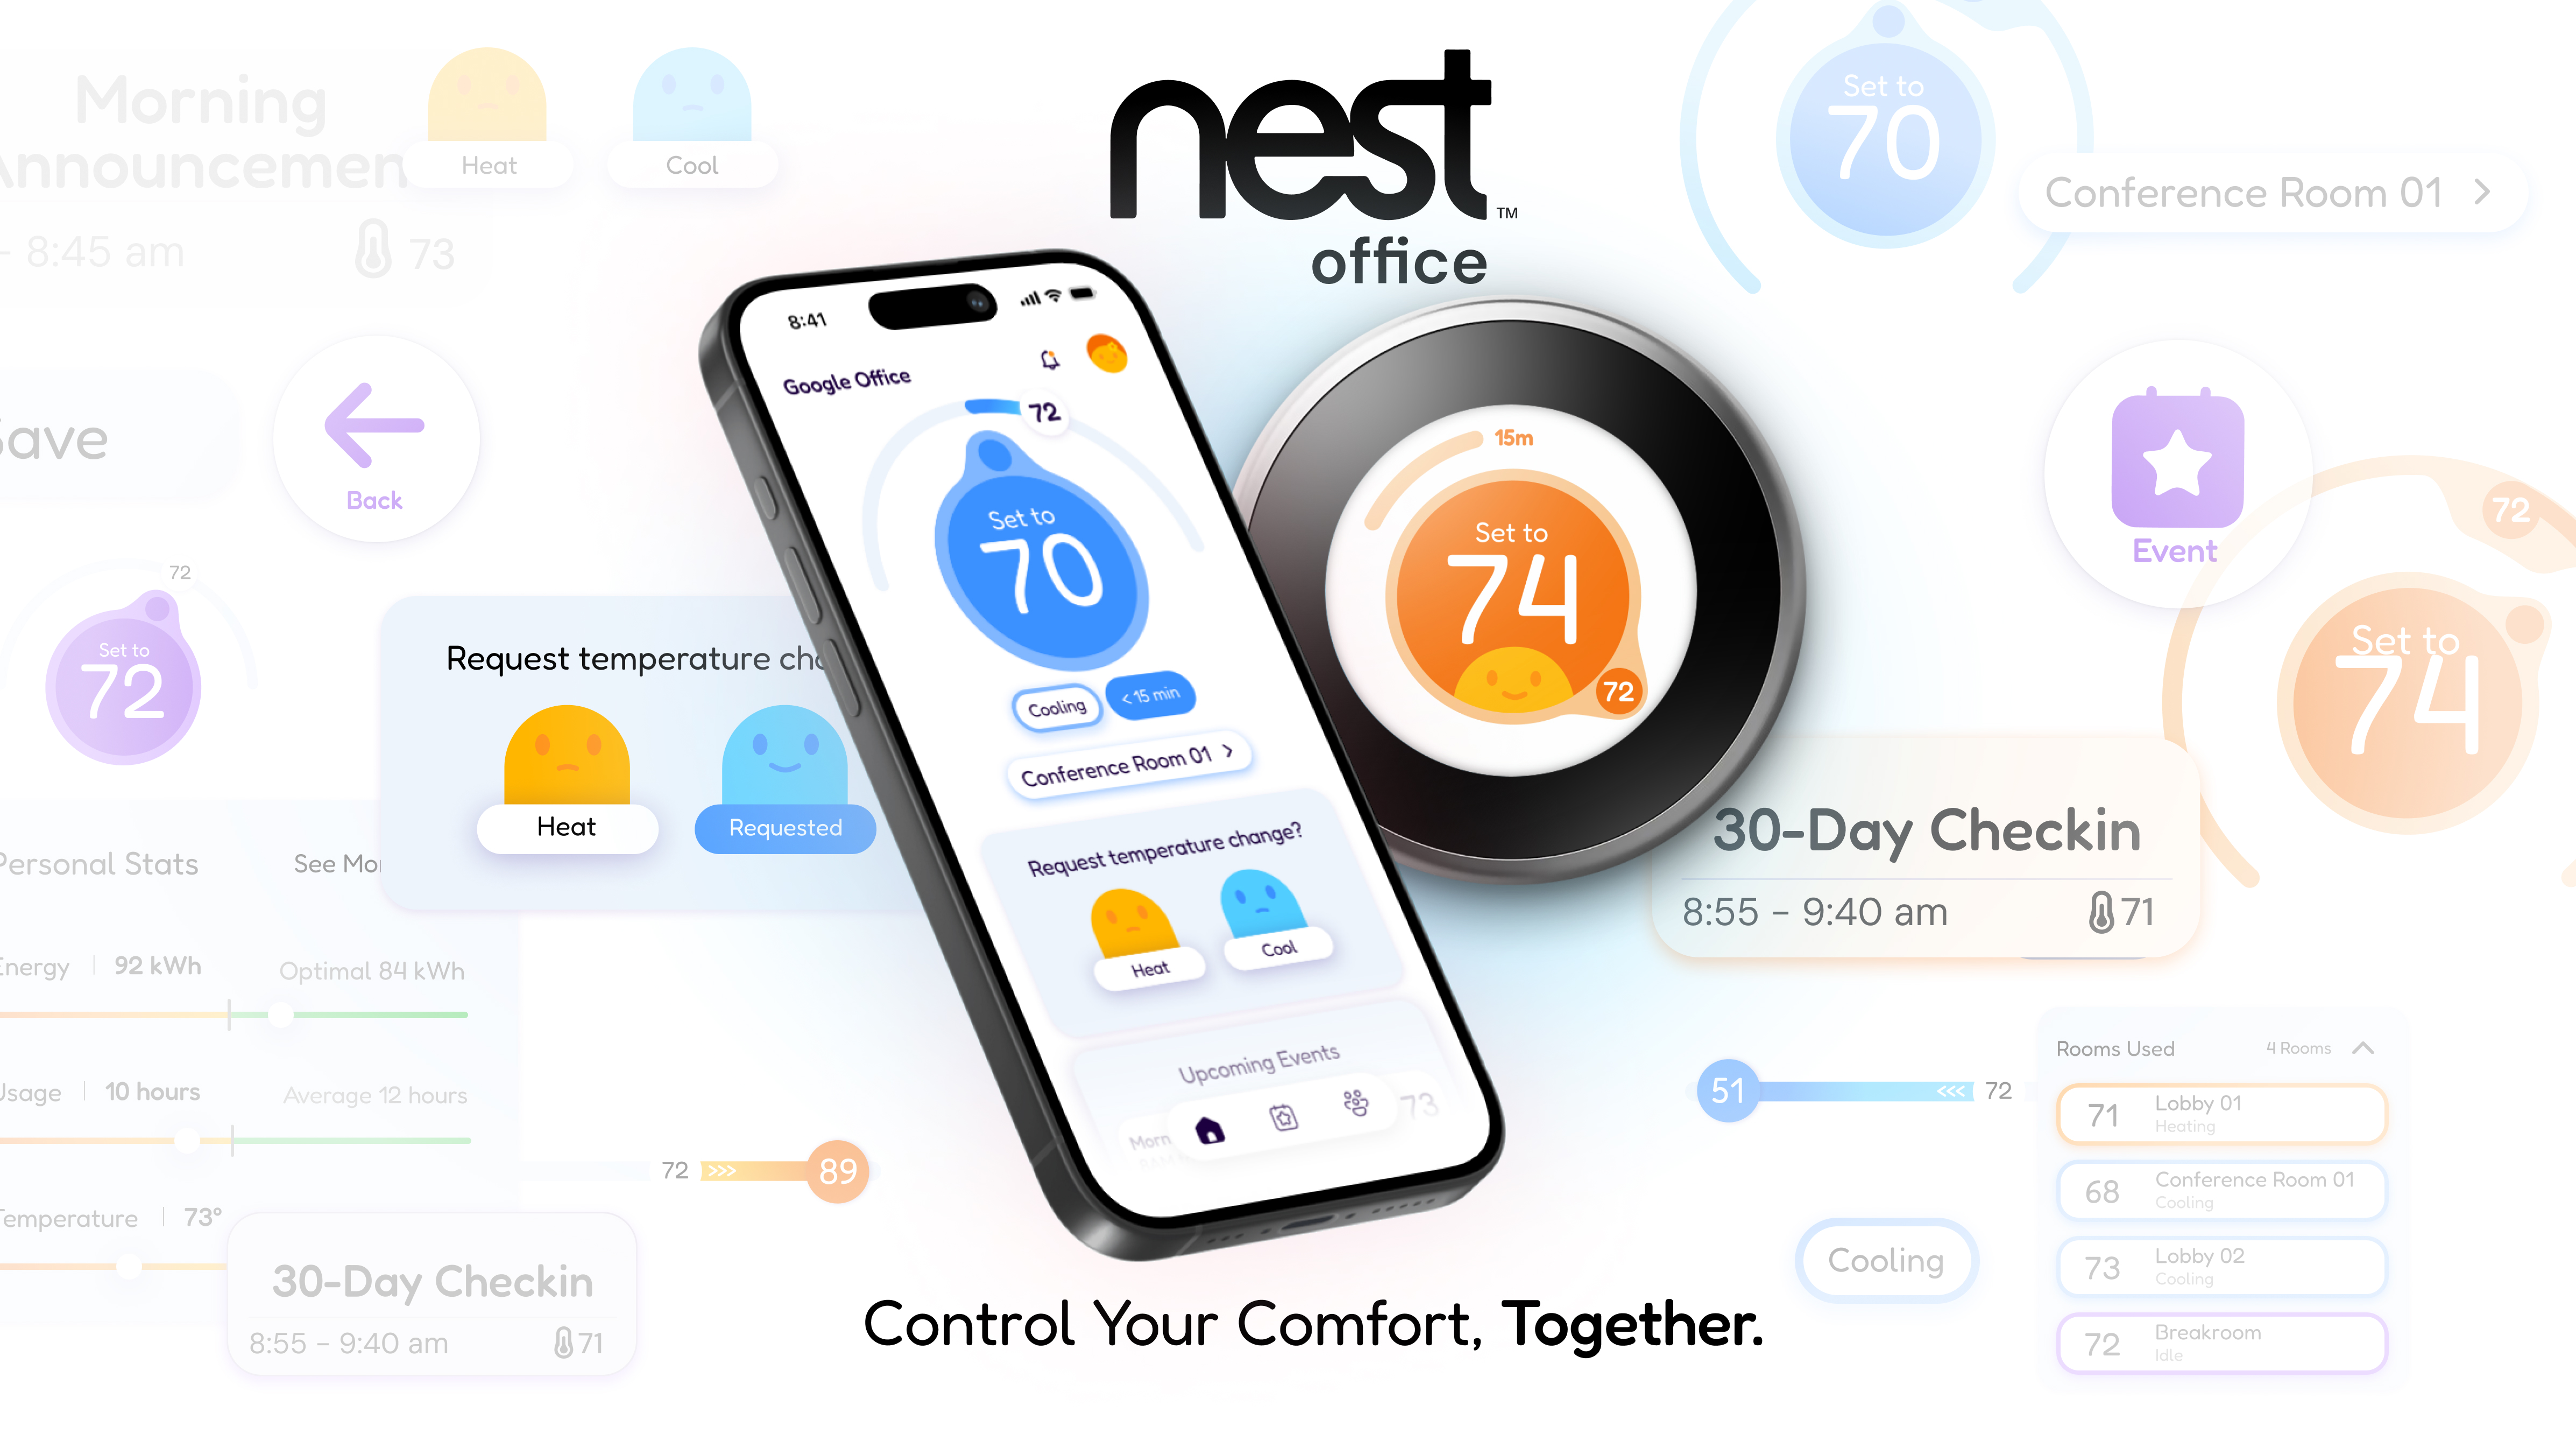 nest™
office
Morning
Announcemen
- 8:45 am
73
Heat
Cool
Set to
70
Conference Room 01
Save
Back
72
Set to
72
Request temperature cha
Heat
Requested
Personal Stats
See Mor
Energy | 92 kWh
Optimal 84 kWh
Usage | 10 hours
Average 12 hours
Temperature | 73°
30-Day Checkin
8:55 - 9:40 am
71
72 >>> 89
8:41
Google Office
72
Set to
70
Cooling
< 15 min
Conference Room 01
Request temperature change?
Heat
Cool
Upcoming Events
Morn
73
15m
Set to
74
72
Event
72
Set to
74
30-Day Checkin
8:55 - 9:40 am
71
51 <<< 72
Cooling
Rooms Used
4 Rooms
71
Lobby 01
Heating
68
Conference Room 01
Cooling
73
Lobby 02
Cooling
72
Breakroom
Idle
Control Your Comfort, Together.